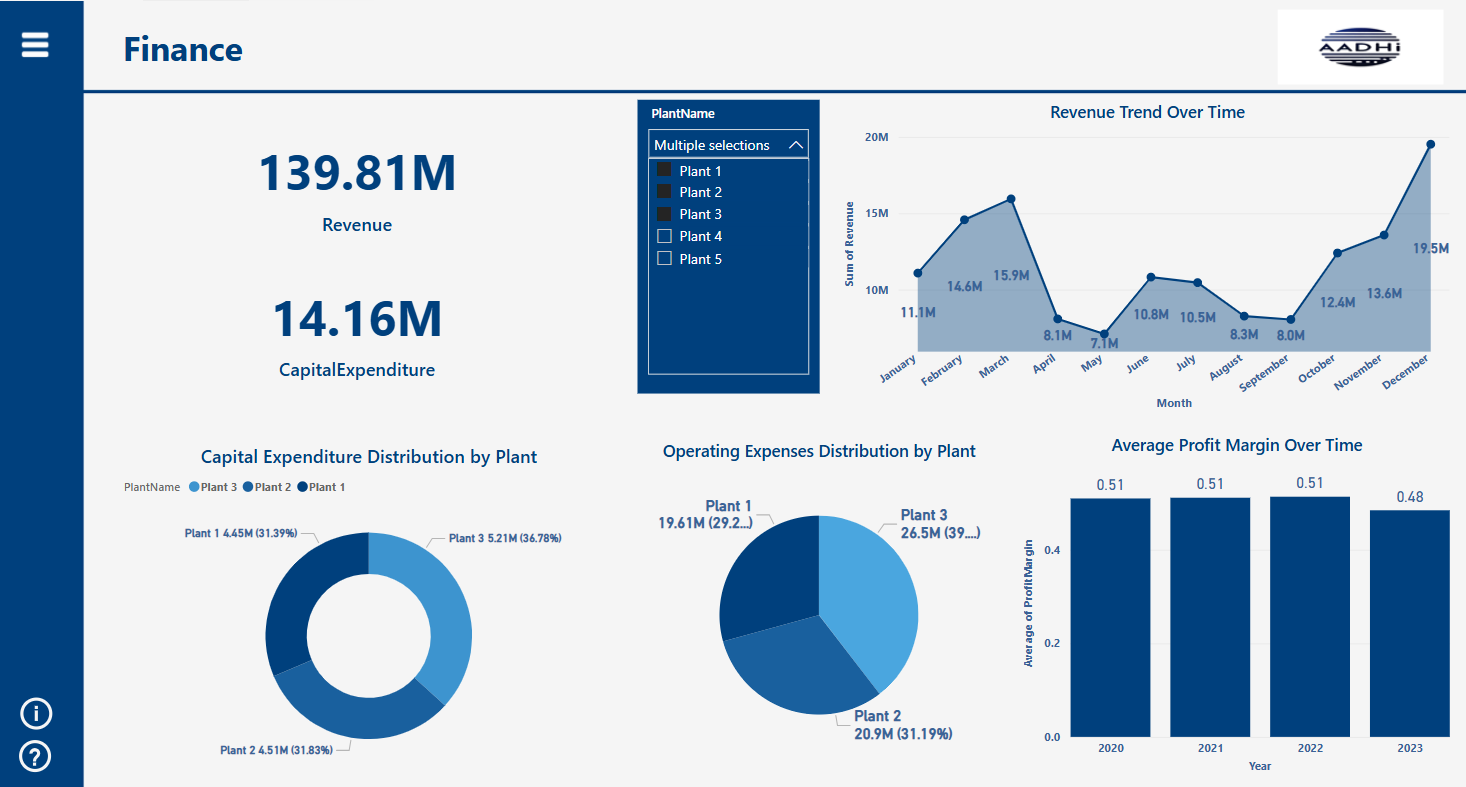 Finance
AADHi
139.81M
Revenue
14.16M
CapitalExpenditure
PlantName
Multiple selections
Plant 1
Plant 2
Plant 3
Plant 4
Plant 5
Revenue Trend Over Time
Sum of Revenue
20M
15M
10M
11.1M
14.6M
15.9M
8.1M
7.1M
10.8M
10.5M
8.3M
8.0M
12.4M
13.6M
19.5M
January
February
March
April
May
June
July
August
September
October
November
December
Month
Capital Expenditure Distribution by Plant
PlantName Plant 3 Plant 2 Plant 1
Plant 1 4.45M (31.39%)
Plant 3 5.21M (36.78%)
Plant 2 4.51M (31.83%)
Operating Expenses Distribution by Plant
Plant 1
19.61M (29.2...)
Plant 3
26.5M (39....)
Plant 2
20.9M (31.19%)
Average Profit Margin Over Time
Average of ProfitMargin
0.4
0.2
0.0
0.51
0.51
0.51
0.48
2020
2021
2022
2023
Year
i
?